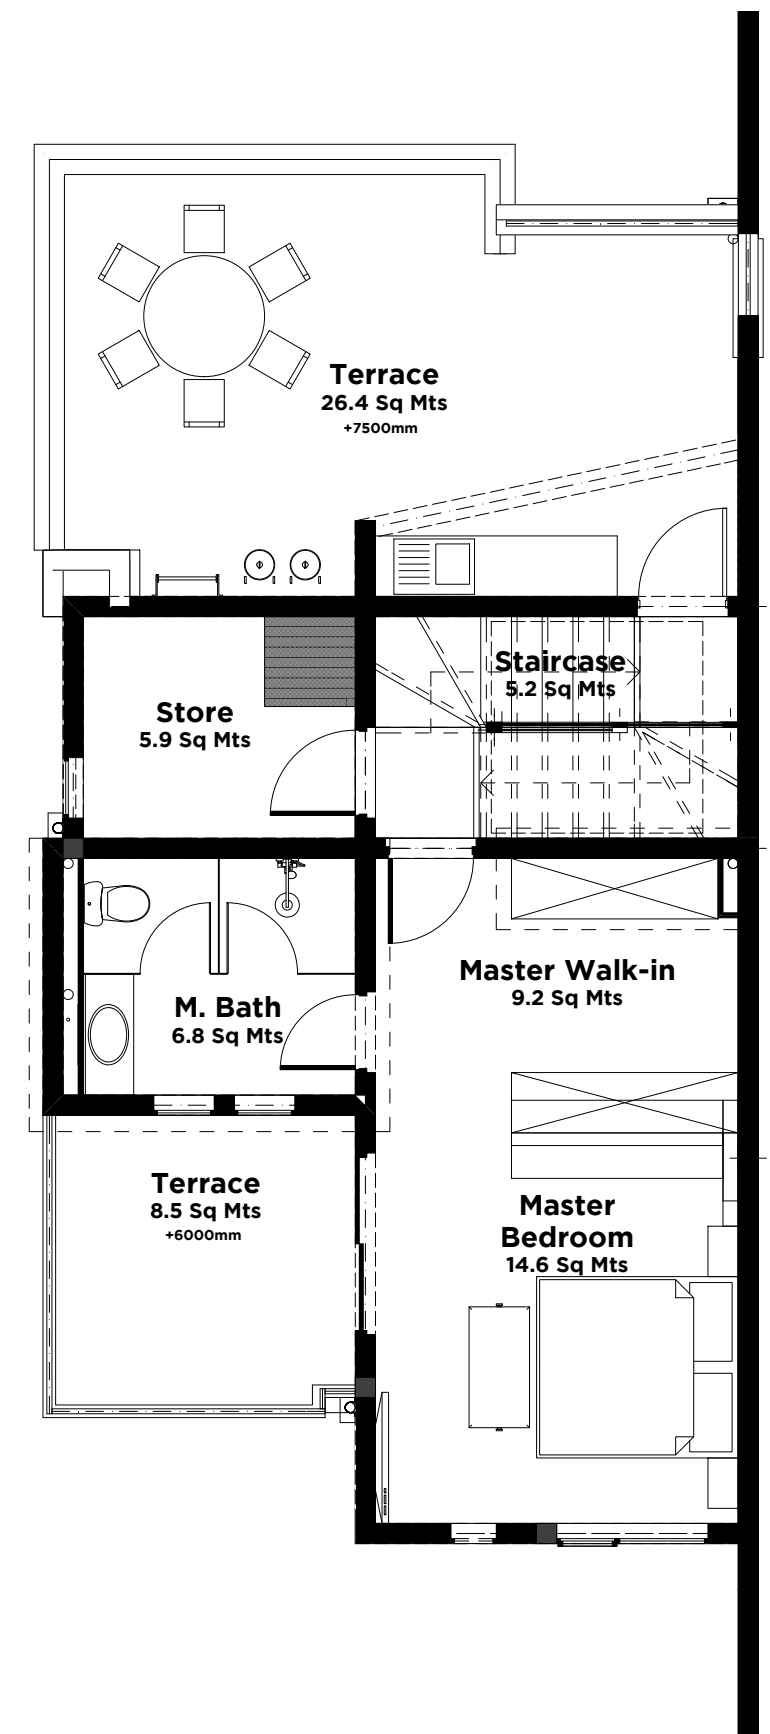 Terrace
26.4 Sq Mts
+7500mm
Staircase
5.2 Sq Mts
Store
5.9 Sq Mts
Master Walk-in
9.2 Sq Mts
M. Bath
6.8 Sq Mts
Terrace
8.5 Sq Mts
+6000mm
Master
Bedroom
14.6 Sq Mts